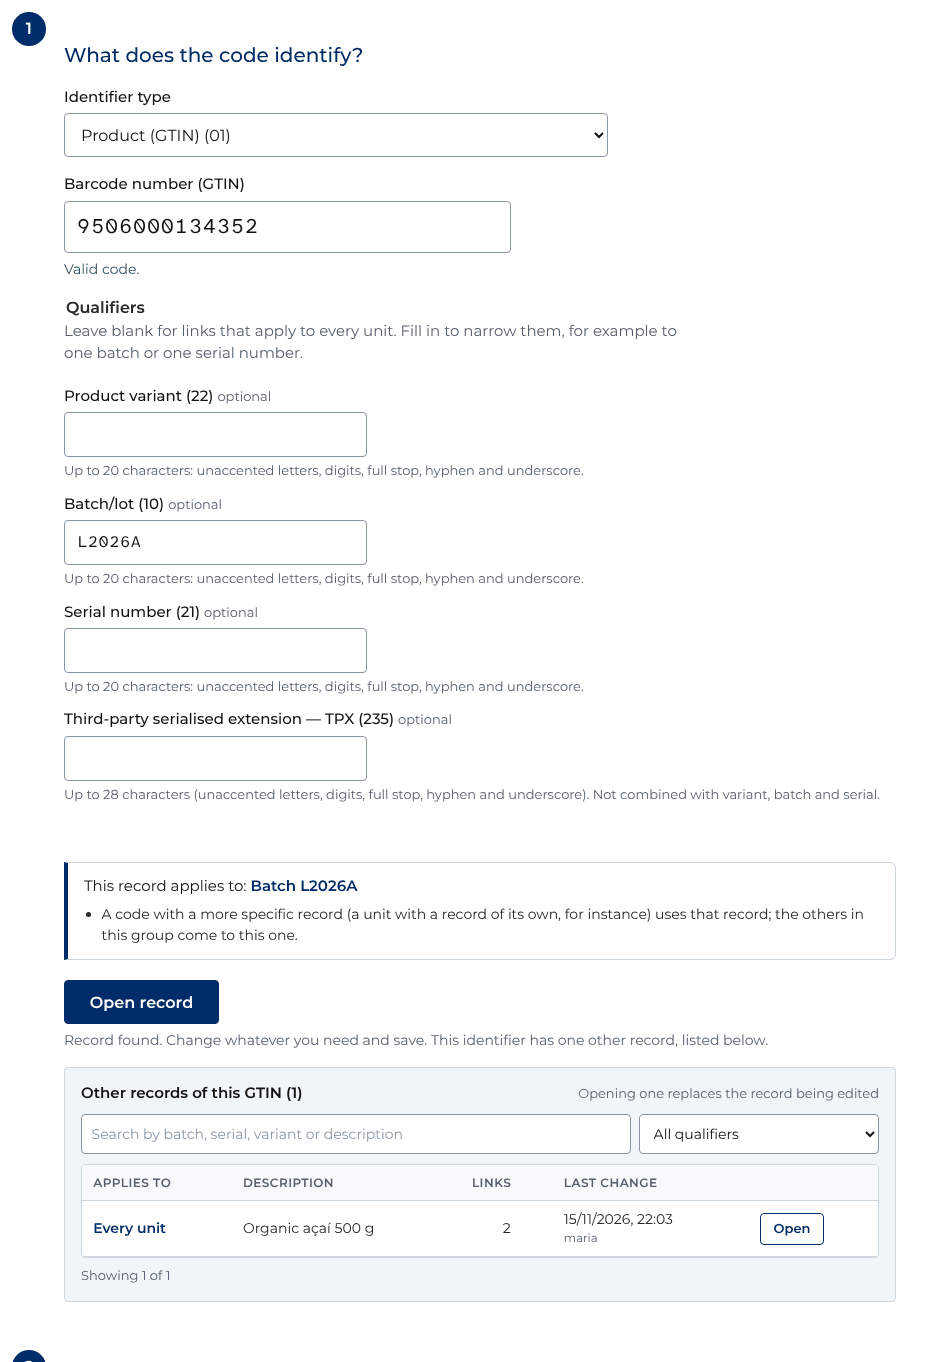 1
What does the code identify?
Identifier type
Product (GTIN) (01)
Barcode number (GTIN)
9506000134352
Valid code.
Qualifiers
Leave blank for links that apply to every unit. Fill in to narrow them, for example to
one batch or one serial number.
Product variant (22) optional
Up to 20 characters: unaccented letters, digits, full stop, hyphen and underscore.
Batch/lot (10) optional
L2026A
Up to 20 characters: unaccented letters, digits, full stop, hyphen and underscore.
Serial number (21) optional
Up to 20 characters: unaccented letters, digits, full stop, hyphen and underscore.
Third-party serialised extension — TPX (235) optional
Up to 28 characters (unaccented letters, digits, full stop, hyphen and underscore). Not combined with variant, batch and serial.
This record applies to: Batch L2026A
• A code with a more specific record (a unit with a record of its own, for instance) uses that record; the others in
this group come to this one.
Open record
Record found. Change whatever you need and save. This identifier has one other record, listed below.
Other records of this GTIN (1) Opening one replaces the record being edited
Search by batch, serial, variant or description All qualifiers
APPLIES TO DESCRIPTION LINKS LAST CHANGE
Every unit Organic açaí 500 g 2 15/11/2026, 22:03 Open
maria
Showing 1 of 1